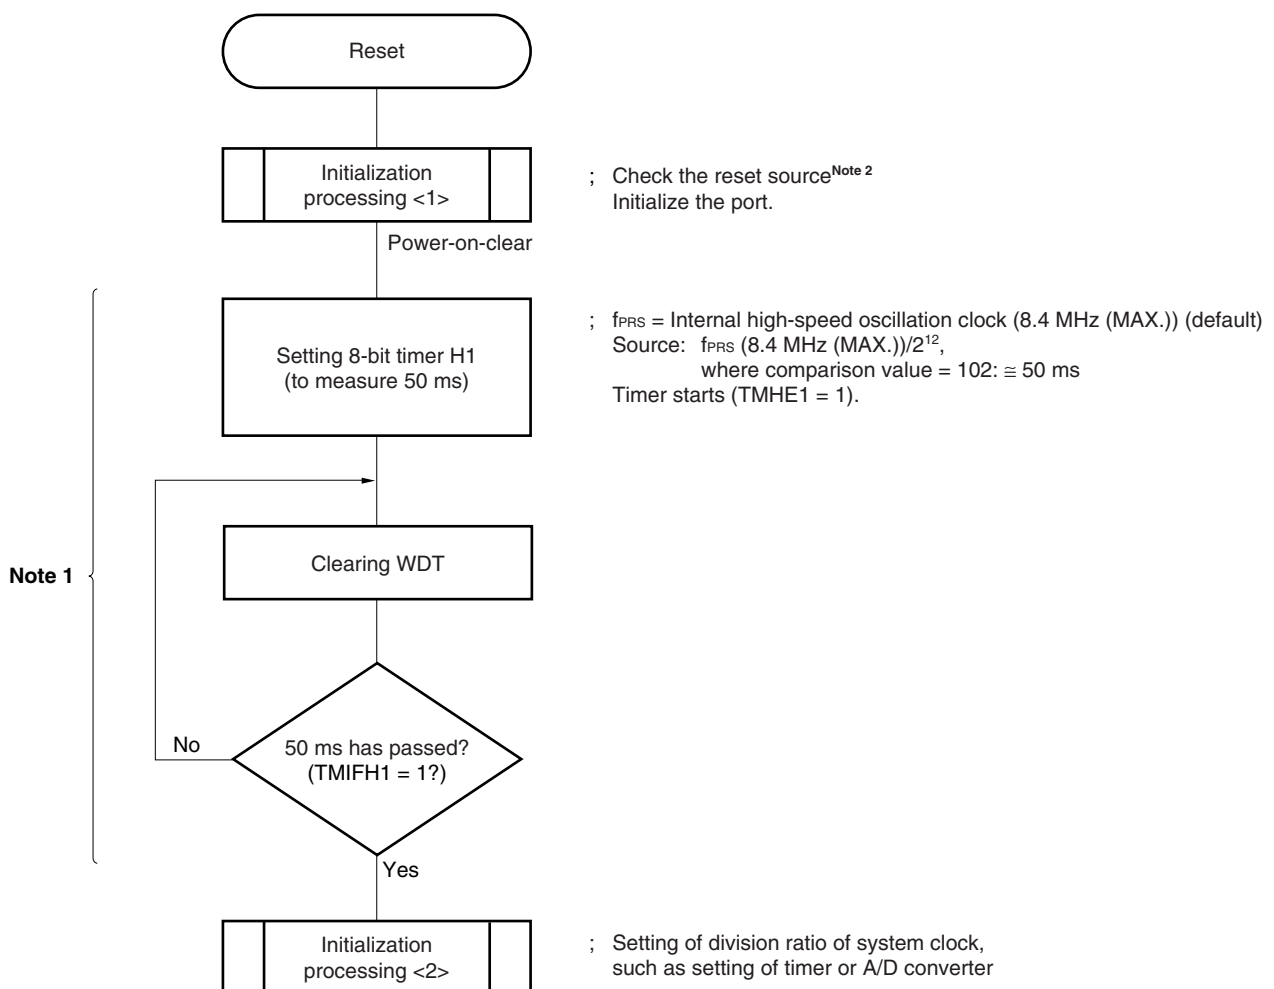 Reset
Initialization
processing <1>
; Check the reset source Note 2
Initialize the port.
Power-on-clear
Setting 8-bit timer H1
(to measure 50 ms)
; fPRS = Internal high-speed oscillation clock (8.4 MHz (MAX.)) (default)
Source: fPRS (8.4 MHz (MAX.))/2¹²,
where comparison value = 102: ≅ 50 ms
Timer starts (TMHE1 = 1).
Note 1
Clearing WDT
No
50 ms has passed?
(TMIFH1 = 1?)
Yes
Initialization
processing <2>
; Setting of division ratio of system clock,
such as setting of timer or A/D converter